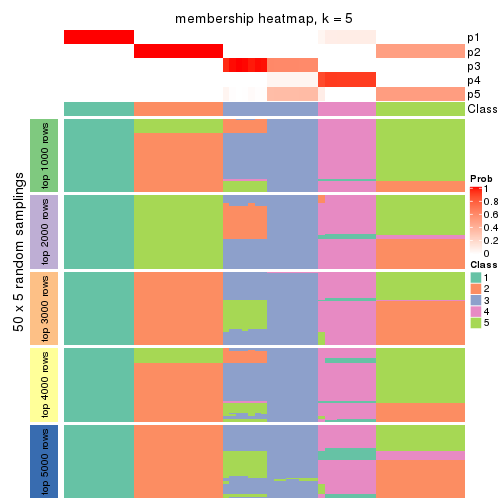 membership heatmap, k = 5
p1
p2
p3
p4
p5
Class
50 x 5 random samplings
top 1000 rows
top 2000 rows
top 3000 rows
top 4000 rows
top 5000 rows
Prob
1
0.8
0.6
0.4
0.2
0
Class
1
2
3
4
5